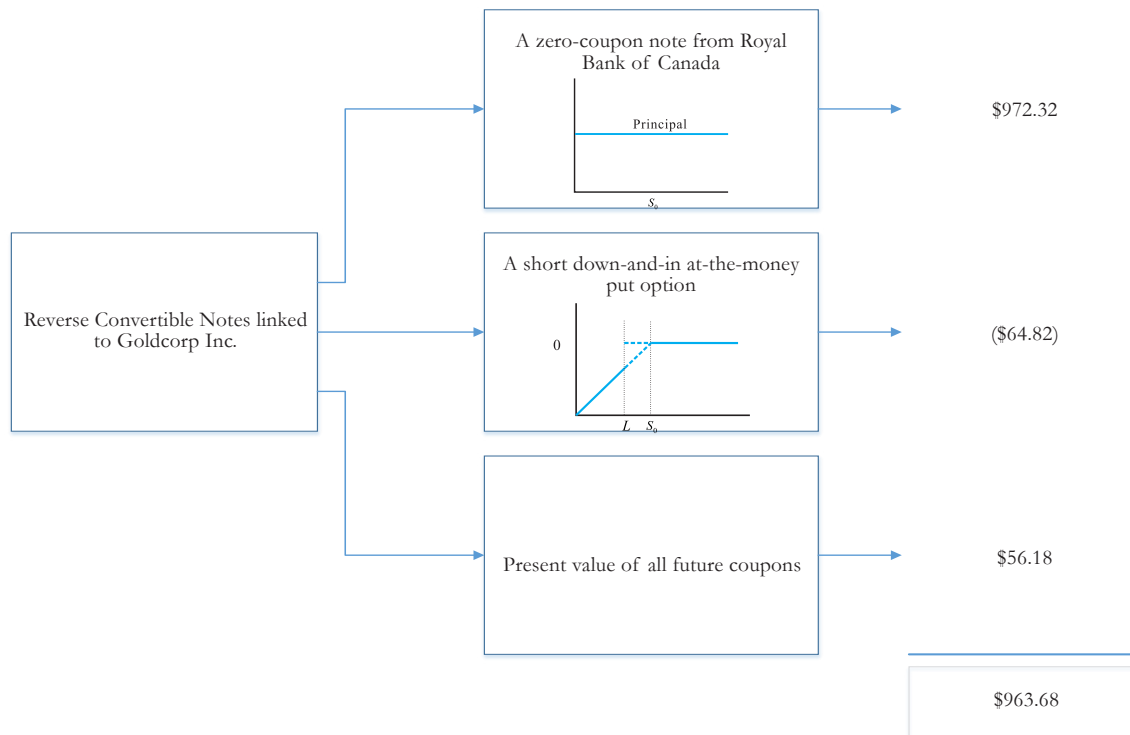 A zero-coupon note from Royal
Bank of Canada
Principal
S₀
$972.32
Reverse Convertible Notes linked
to Goldcorp Inc.
A short down-and-in at-the-money
put option
0
L S₀
($64.82)
Present value of all future coupons
$56.18
$963.68